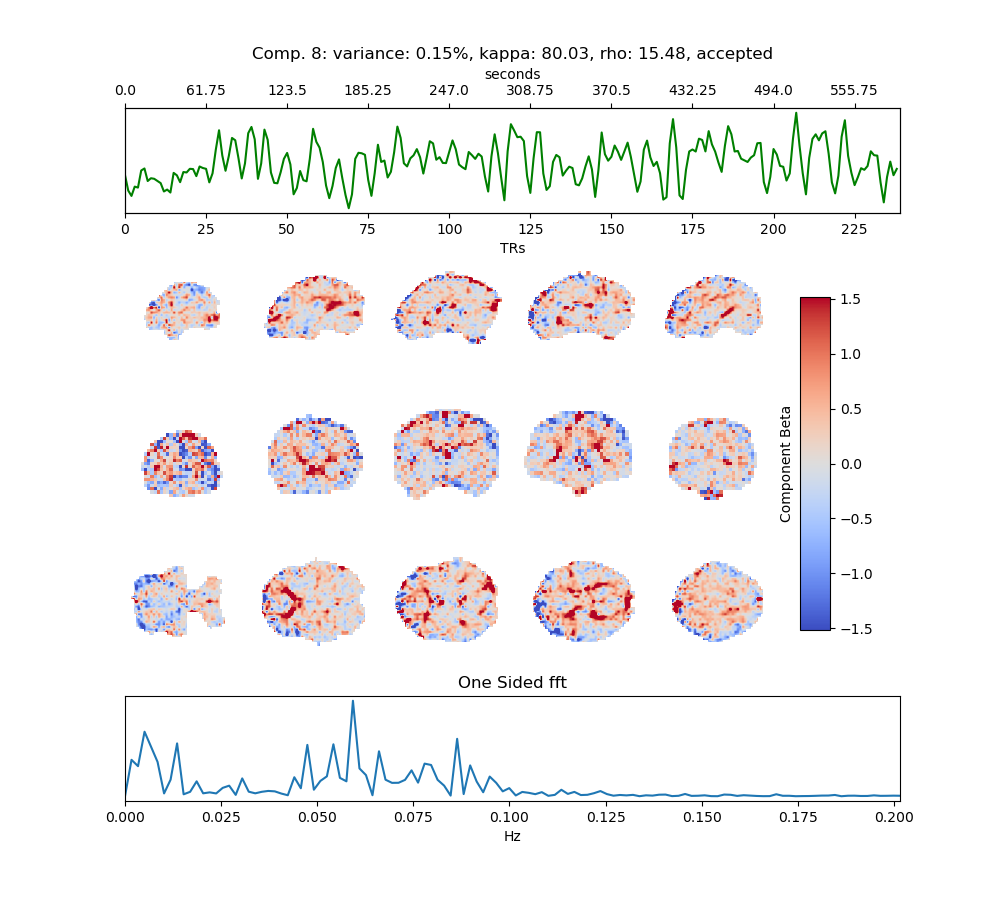 Comp. 8: variance: 0.15%, kappa: 80.03, rho: 15.48, accepted
seconds
0.0 61.75 123.5 185.25 247.0 308.75 370.5 432.25 494.0 555.75
0 25 50 75 100 125 150 175 200 225
TRs
1.5
1.0
0.5
0.0
−0.5
−1.0
−1.5
Component Beta
One Sided fft
0.000 0.025 0.050 0.075 0.100 0.125 0.150 0.175 0.200
Hz